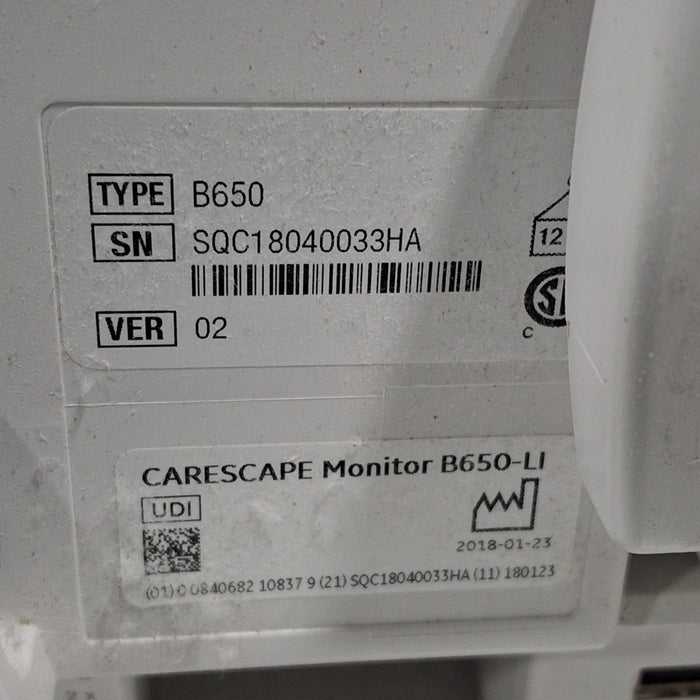 TYPE B650
SN SQC18040033HA
12
C
VER 02
CARESCAPE Monitor B650-LI
UDI
2018-01-23
(01) 0 0840682 10837 9 (21) SQC18040033HA (11) 180123